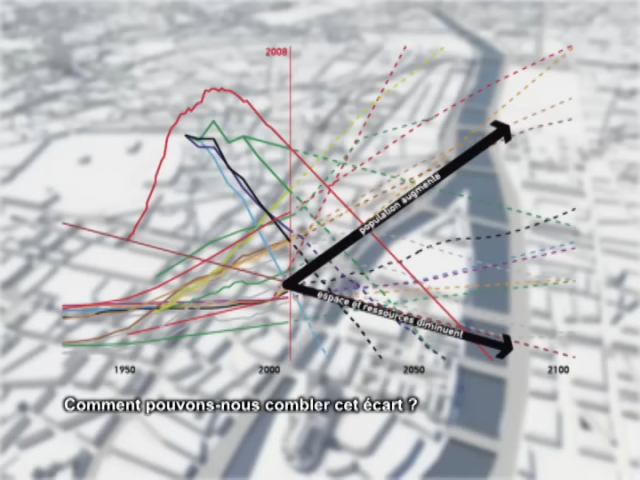 2008
population augmente
espace et ressources diminuent
1950 2000 2050 2100
Comment pouvons-nous combler cet écart ?